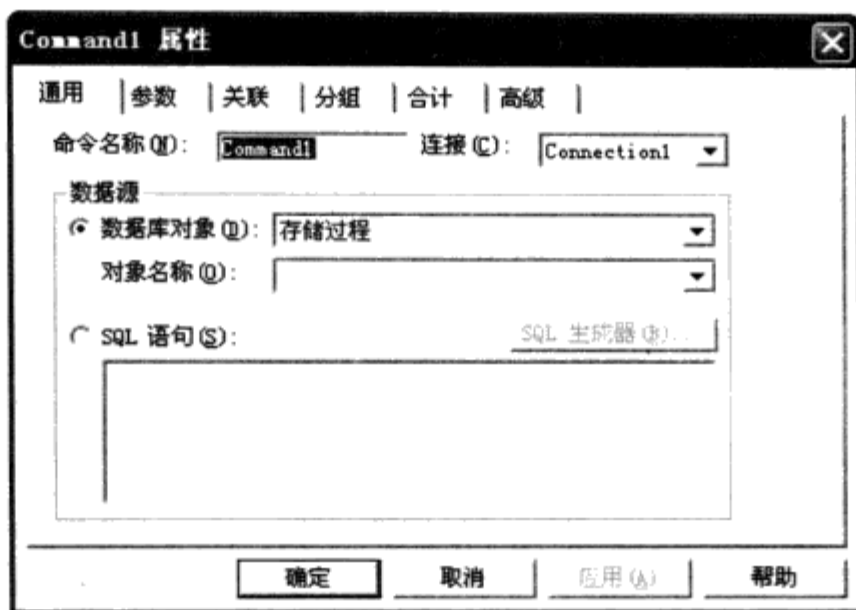 Command1 属性
通用 参数 关联 分组 合计 高级
命令名称(N): Command1 连接(C): Connection1
数据源
数据库对象(D): 存储过程
对象名称(O):
SQL 语句(S): SQL 生成器(B)...
确定 取消 应用(A) 帮助